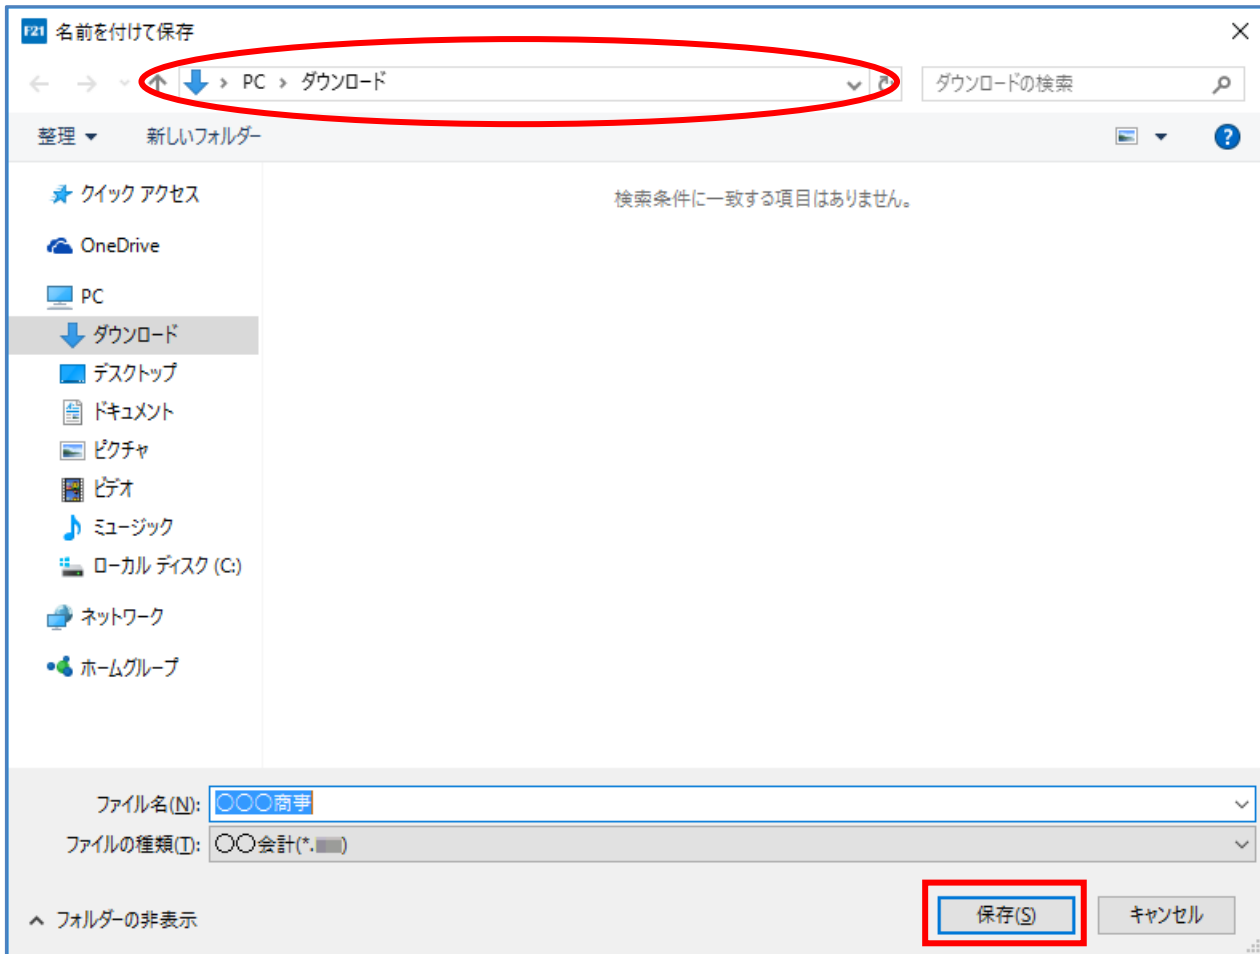 F21 名前を付けて保存
PC > ダウンロード
ダウンロードの検索
整理 新しいフォルダー
クイック アクセス
検索条件に一致する項目はありません。
OneDrive
PC
ダウンロード
デスクトップ
ドキュメント
ピクチャ
ビデオ
ミュージック
ローカル ディスク (C:)
ネットワーク
ホームグループ
ファイル名(N): 〇〇〇商事
ファイルの種類(T): 〇〇会計(*.)
フォルダーの非表示
保存(S) キャンセル